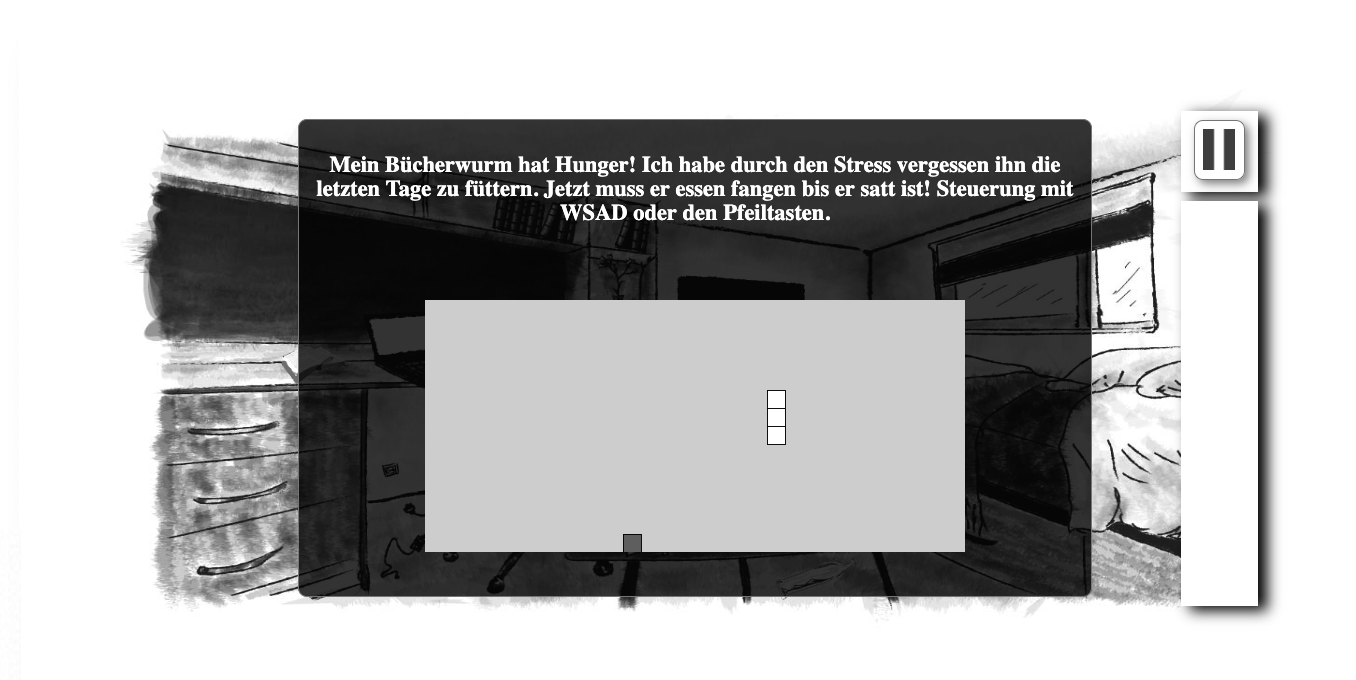 Mein Bücherwurm hat Hunger! Ich habe durch den Stress vergessen ihn die
letzten Tage zu füttern. Jetzt muss er essen fangen bis er satt ist! Steuerung mit
WSAD oder den Pfeiltasten.